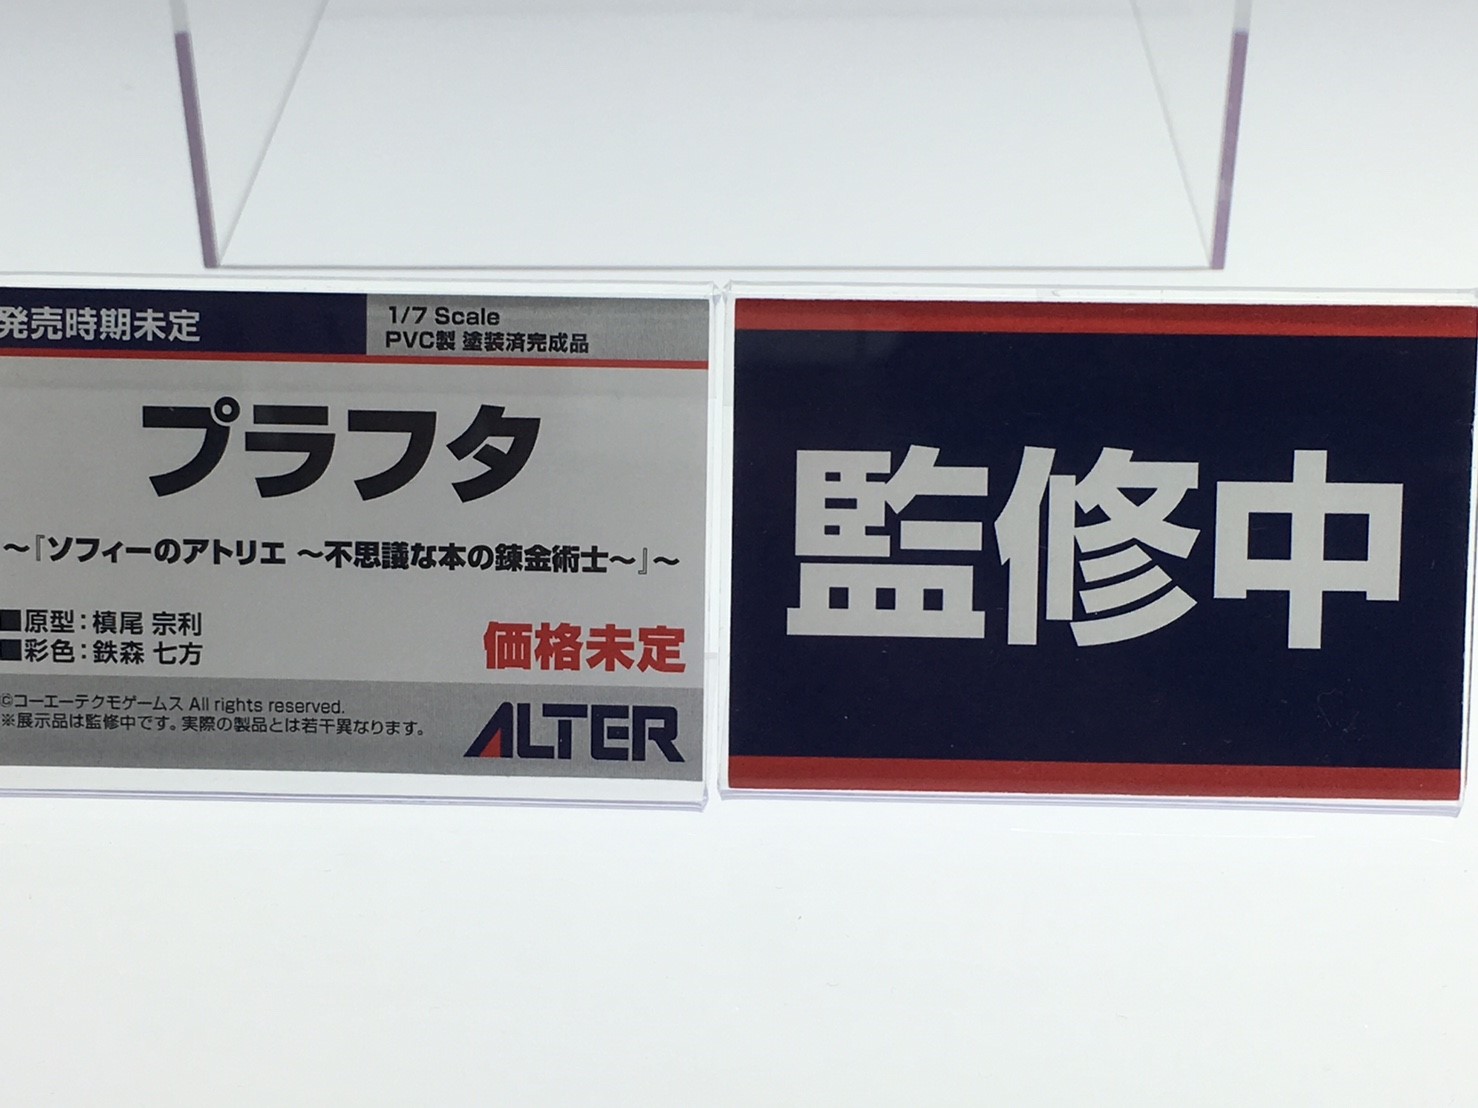 発売時期未定
1/7 Scale
PVC製 塗装済完成品
プラフタ
～『ソフィーのアトリエ ～不思議な本の錬金術士～』～
■原型：槙尾 宗利
■彩色：鉄森 七方
価格未定
©コーエーテクモゲームス All rights reserved.
※展示品は監修中です。実際の製品とは若干異なります。
ALTER
監修中